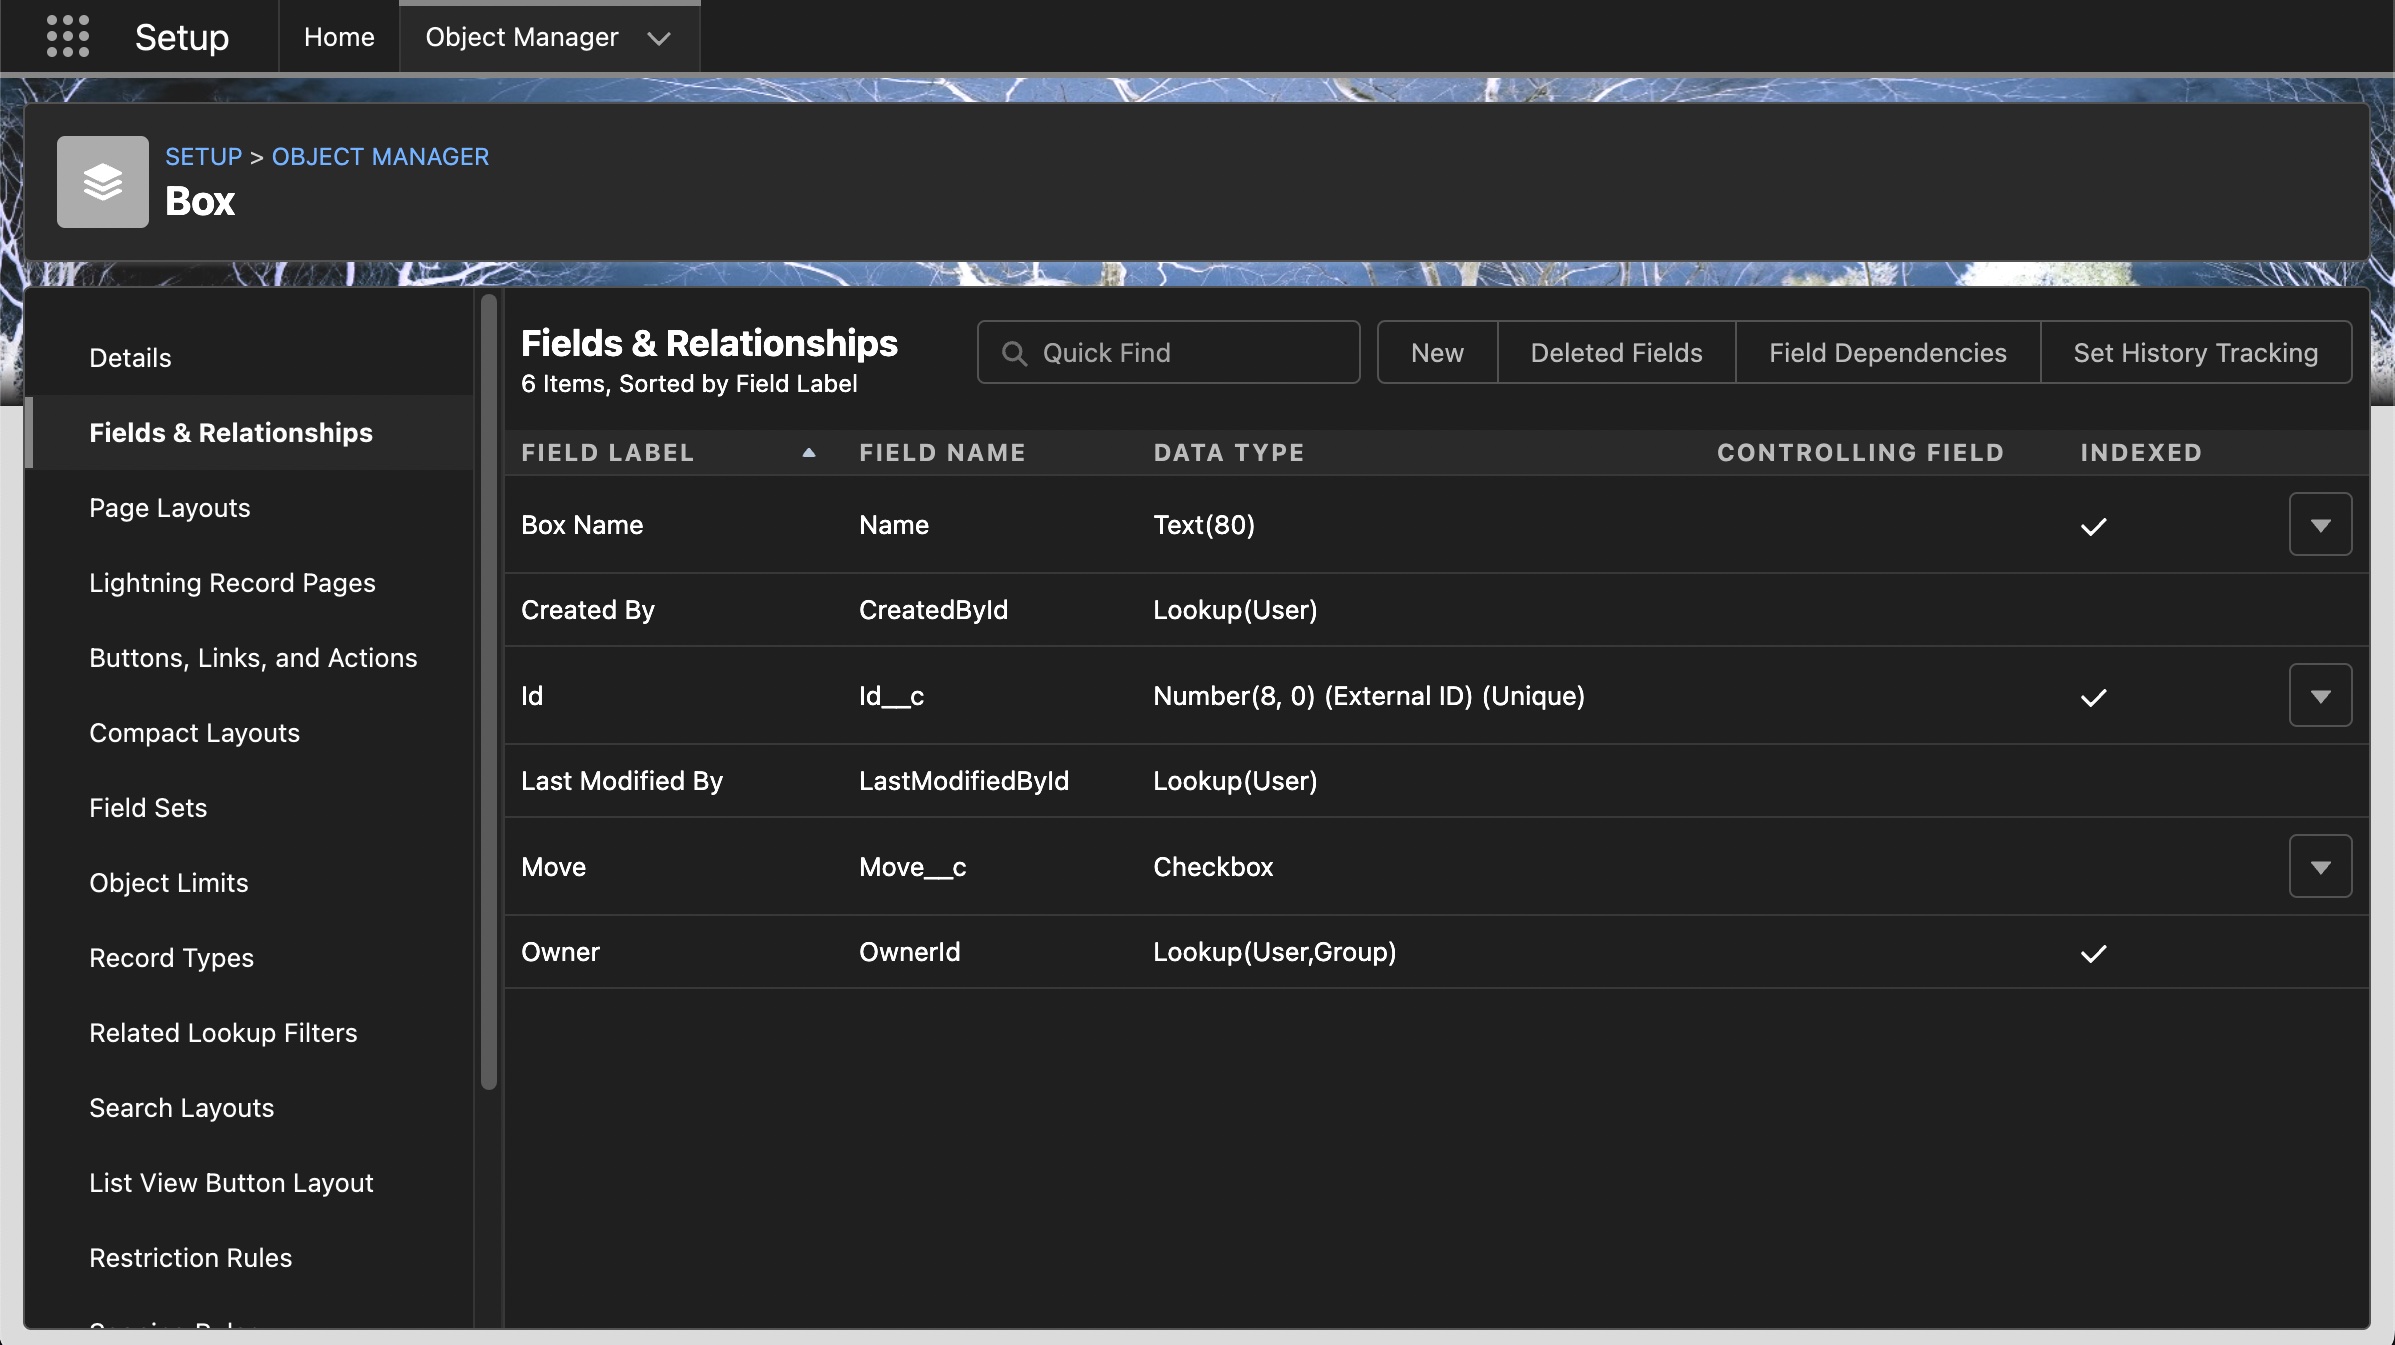 Setup
Home
Object Manager
SETUP > OBJECT MANAGER
Box
Details
Fields & Relationships
Page Layouts
Lightning Record Pages
Buttons, Links, and Actions
Compact Layouts
Field Sets
Object Limits
Record Types
Related Lookup Filters
Search Layouts
List View Button Layout
Restriction Rules
Fields & Relationships
6 Items, Sorted by Field Label
Quick Find
New
Deleted Fields
Field Dependencies
Set History Tracking
FIELD LABEL FIELD NAME DATA TYPE CONTROLLING FIELD INDEXED
Box Name Name Text(80)
Created By CreatedById Lookup(User)
Id Id__c Number(8, 0) (External ID) (Unique)
Last Modified By LastModifiedById Lookup(User)
Move Move__c Checkbox
Owner OwnerId Lookup(User,Group)